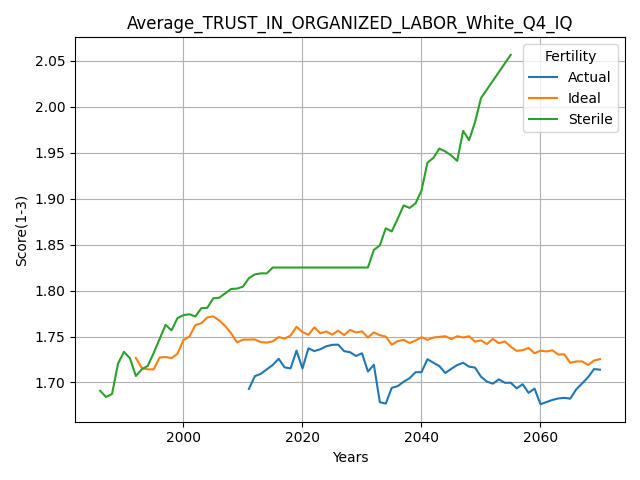 Average_TRUST_IN_ORGANIZED_LABOR_White_Q4_IQ
Fertility
Actual
Ideal
Sterile
Score(1-3)
2.05
2.00
1.95
1.90
1.85
1.80
1.75
1.70
2000
2020
2040
2060
Years